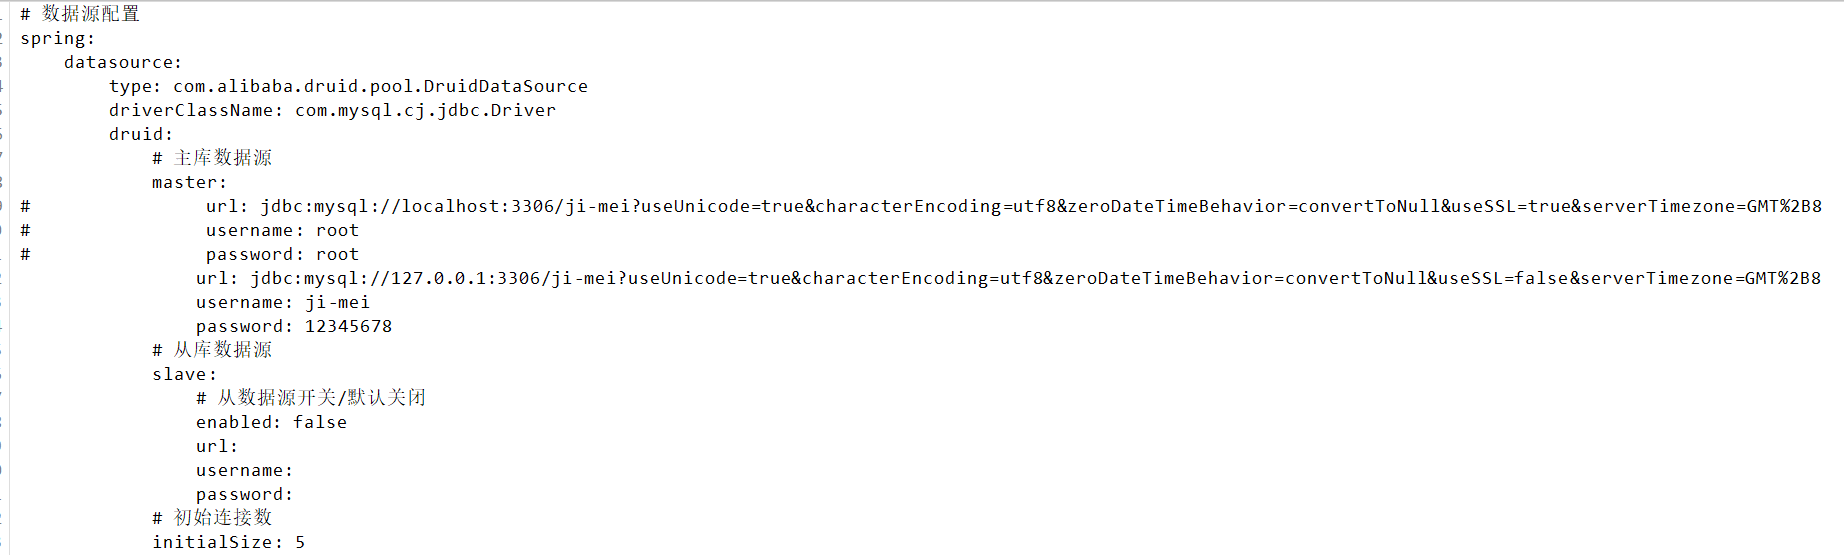 # 数据源配置
spring:
    datasource:
        type: com.alibaba.druid.pool.DruidDataSource
        driverClassName: com.mysql.cj.jdbc.Driver
        druid:
            # 主库数据源
            master:
#                url: jdbc:mysql://localhost:3306/ji-mei?useUnicode=true&characterEncoding=utf8&zeroDateTimeBehavior=convertToNull&useSSL=true&serverTimezone=GMT%2B8
#                username: root
#                password: root
                url: jdbc:mysql://127.0.0.1:3306/ji-mei?useUnicode=true&characterEncoding=utf8&zeroDateTimeBehavior=convertToNull&useSSL=false&serverTimezone=GMT%2B8
                username: ji-mei
                password: 12345678
            # 从库数据源
            slave:
                # 从数据源开关/默认关闭
                enabled: false
                url:
                username:
                password:
            # 初始连接数
            initialSize: 5